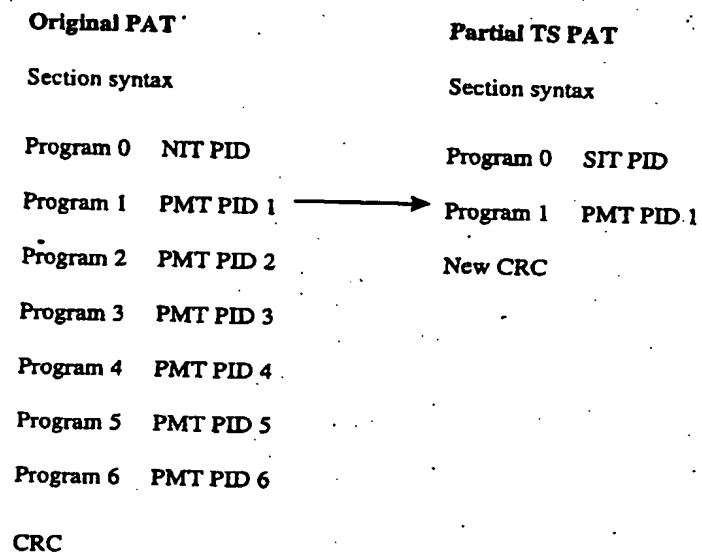 Original PAT
Section syntax
Program 0 NIT PID
Program 1 PMT PID 1
Program 2 PMT PID 2
Program 3 PMT PID 3
Program 4 PMT PID 4
Program 5 PMT PID 5
Program 6 PMT PID 6
CRC
Partial TS PAT
Section syntax
Program 0 SIT PID
Program 1 PMT PID 1
New CRC